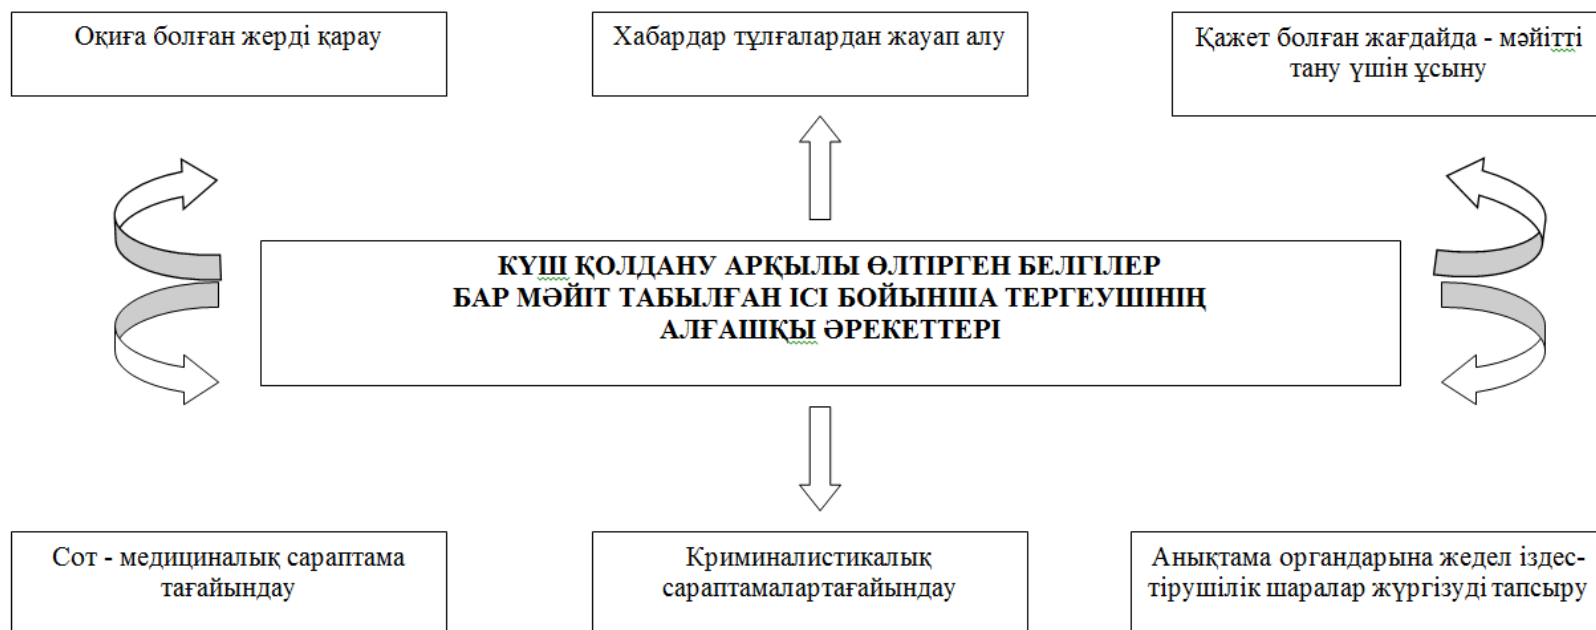 Оқиға болған жерді қарау
Хабардар тұлғалардан жауап алу
Қажет болған жағдайда - мәйітті
тану үшін ұсыну
КҮШ ҚОЛДАНУ АРҚЫЛЫ ӨЛТІРГЕН БЕЛГІЛЕР
БАР МӘЙІТ ТАБЫЛҒАН ІСІ БОЙЫНША ТЕРГЕУШІНІҢ
АЛҒАШҚЫ ӘРЕКЕТТЕРІ
Сот - медициналық сараптама
тағайындау
Криминалистикалық
сараптамалартағайындау
Анықтама органдарына жедел іздес-
тірушілік шаралар жүргізуді тапсыру